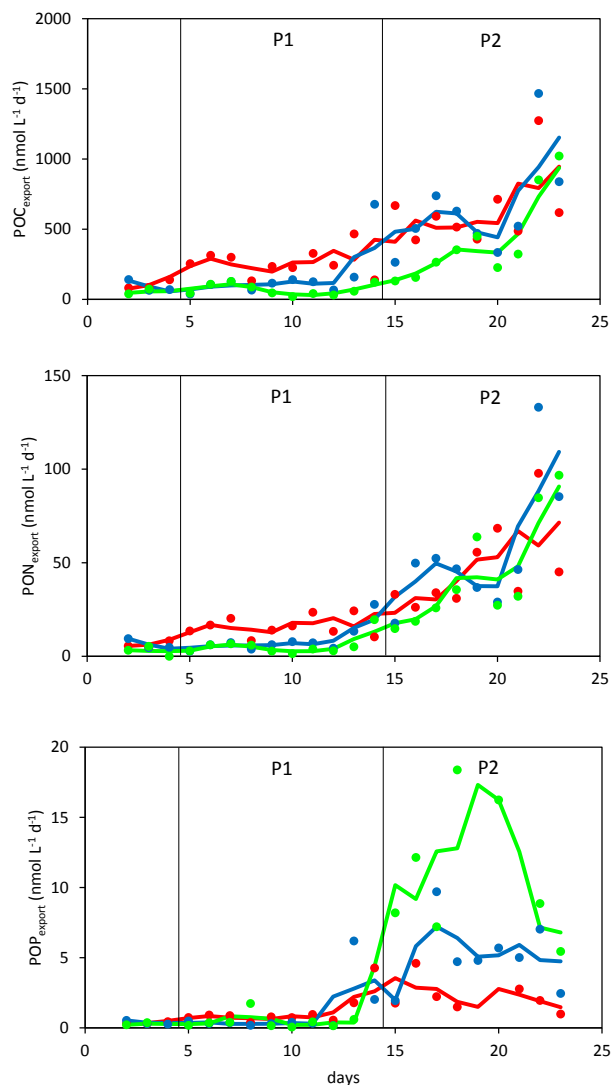 2000
1500
1000
500
0
POCexport (nmol L-1 d-1)
P1
P2
0 5 10 15 20 25
150
100
50
0
PONexport (nmol L-1 d-1)
P1
P2
0 5 10 15 20 25
20
15
10
5
0
POPexport (nmol L-1 d-1)
P1
P2
0 5 10 15 20 25
days